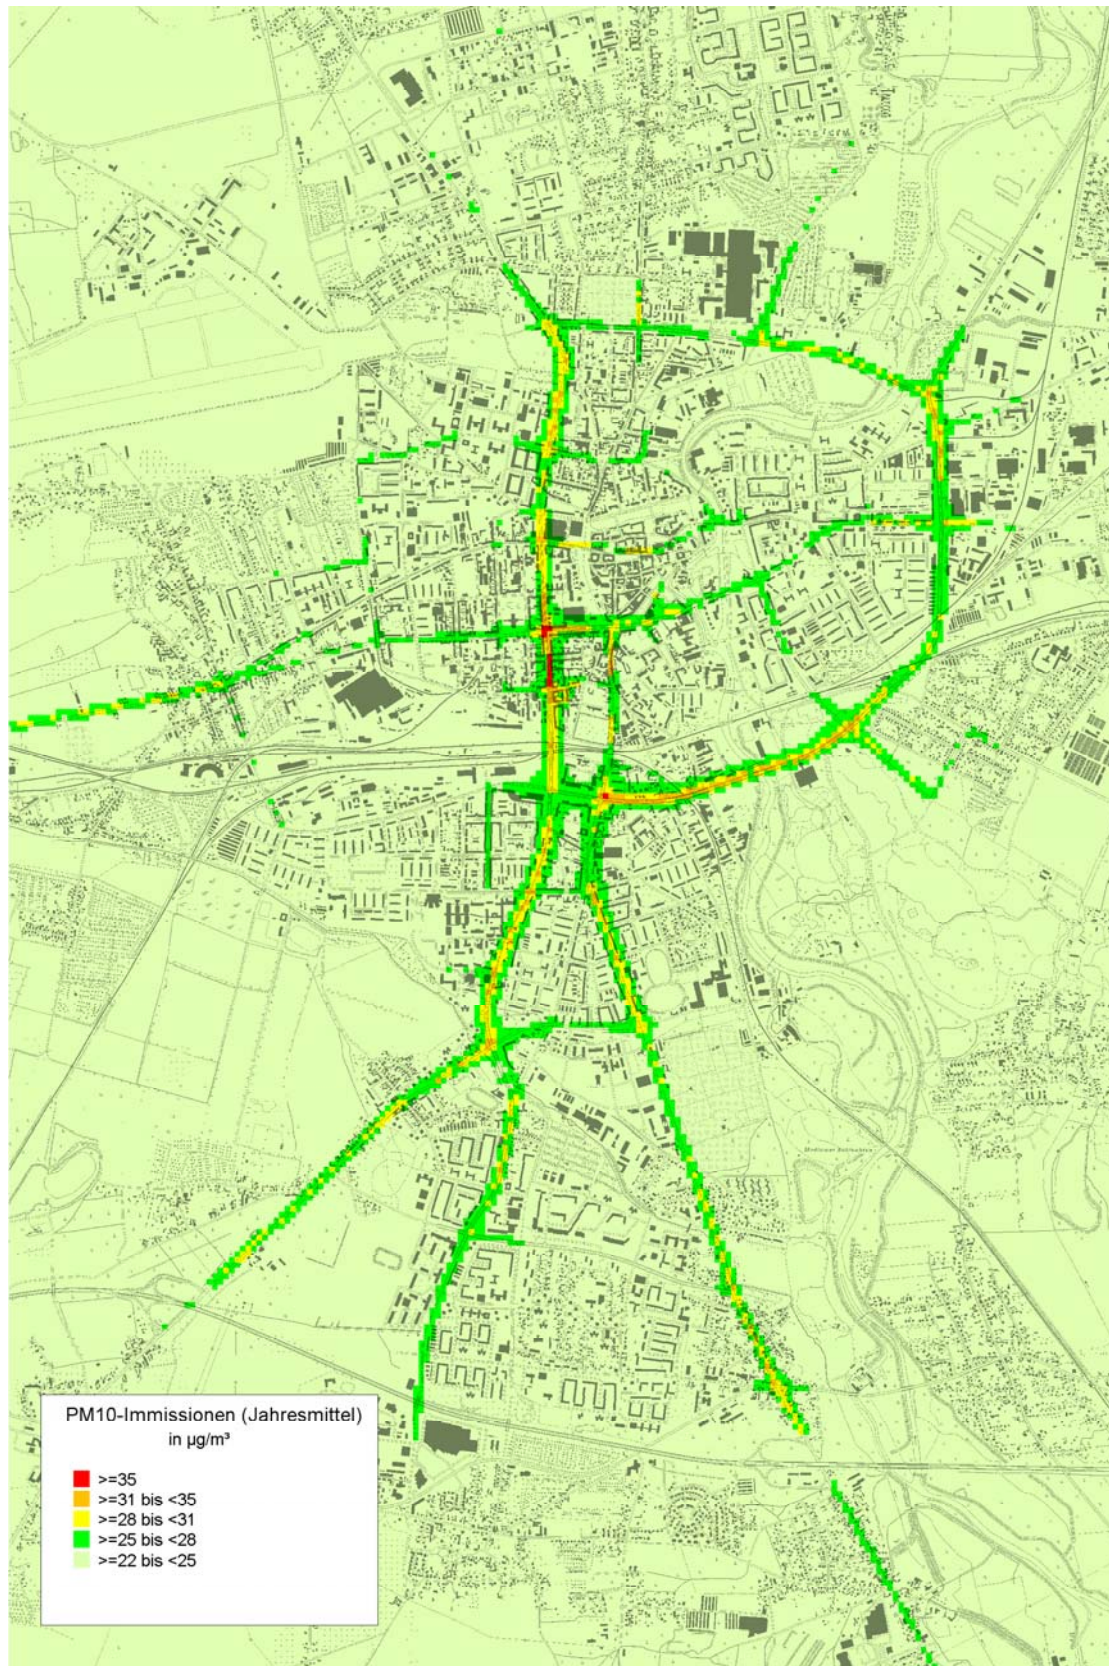 PM10-Immissionen (Jahresmittel)
in µg/m³
>=35
>=31 bis <35
>=28 bis <31
>=25 bis <28
>=22 bis <25